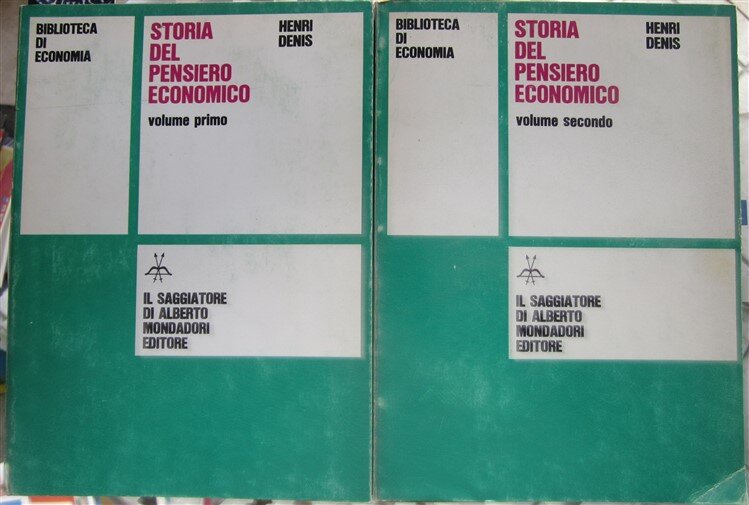 BIBLIOTECA
DI
ECONOMIA
STORIA
DEL
PENSIERO
ECONOMICO
volume primo
HENRI
DENIS
IL SAGGIATORE
DI ALBERTO
MONDADORI
EDITORE
BIBLIOTECA
DI
ECONOMIA
STORIA
DEL
PENSIERO
ECONOMICO
volume secondo
HENRI
DENIS
IL SAGGIATORE
DI ALBERTO
MONDADORI
EDITORE